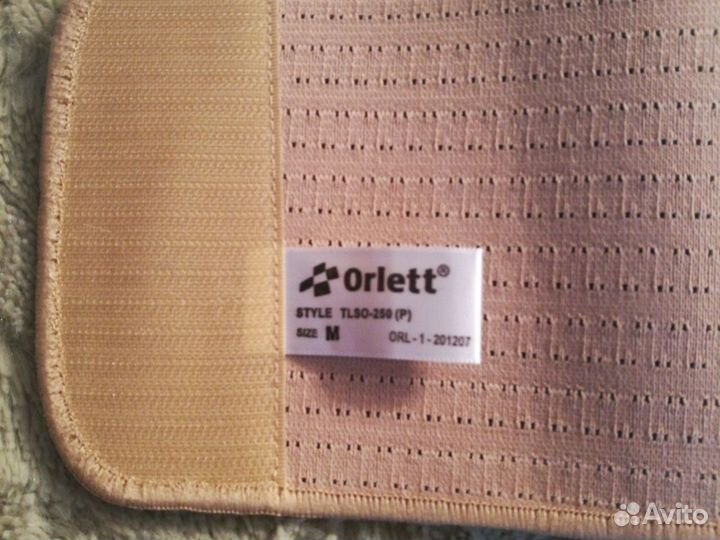 Orlett®
STYLE TLSO-250 (P)
SIZE M ORL-1-201207
Avito